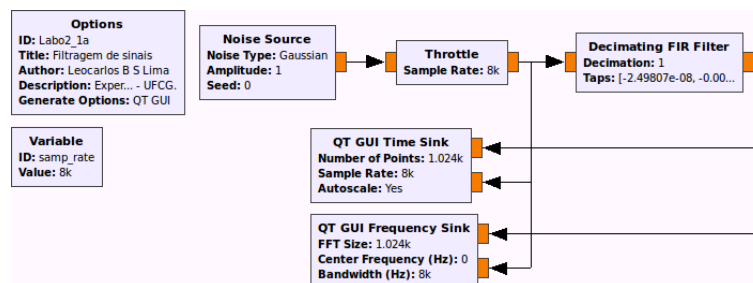 Options
ID: Labo2_1a
Title: Filtragem de sinais
Author: Leocarlos B S Lima
Description: Exper... - UFCG.
Generate Options: QT GUI
Variable
ID: samp_rate
Value: 8k
Noise Source
Noise Type: Gaussian
Amplitude: 1
Seed: 0
Throttle
Sample Rate: 8k
Decimating FIR Filter
Decimation: 1
Taps: [-2.49807e-08, -0.00...
QT GUI Time Sink
Number of Points: 1.024k
Sample Rate: 8k
Autoscale: Yes
QT GUI Frequency Sink
FFT Size: 1.024k
Center Frequency (Hz): 0
Bandwidth (Hz): 8k